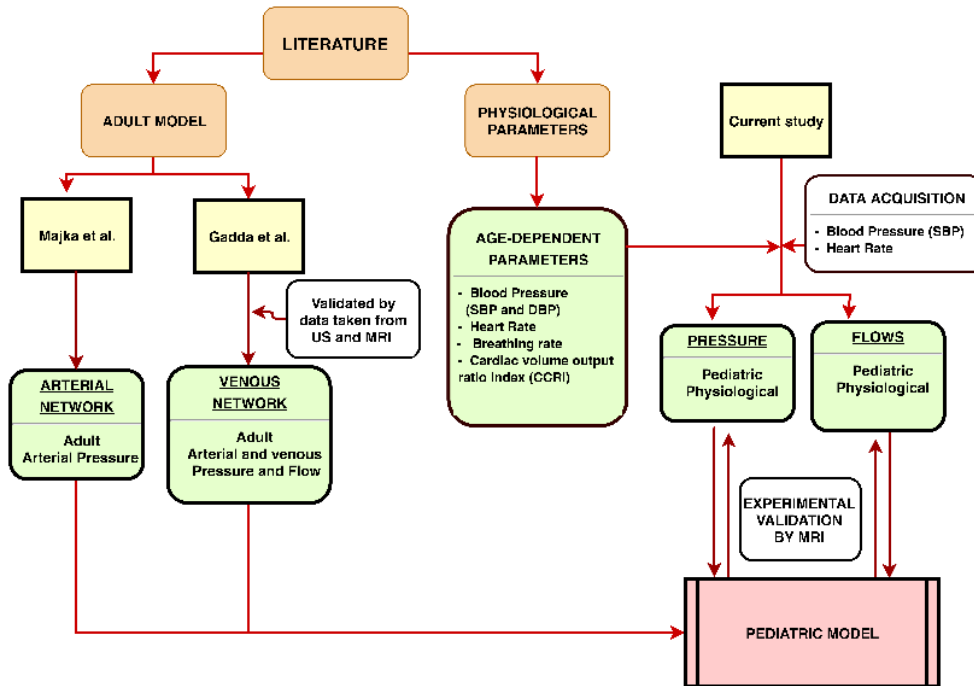 LITERATURE
ADULT MODEL
PHYSIOLOGICAL
PARAMETERS
Current study
Majka et al.
Gadda et al.
DATA ACQUISITION
- Blood Pressure (SBP)
- Heart Rate
AGE-DEPENDENT
PARAMETERS
- Blood Pressure
(SBP and DBP)
- Heart Rate
- Breathing rate
- Cardiac volume output
ratio index (CCRI)
Validated by
data taken from
US and MRI
PRESSURE
Pediatric
Physiological
FLOWS
Pediatric
Physiological
ARTERIAL
NETWORK
Adult
Arterial Pressure
VENOUS
NETWORK
Adult
Arterial and venous
Pressure and Flow
EXPERIMENTAL
VALIDATION
BY MRI
PEDIATRIC MODEL